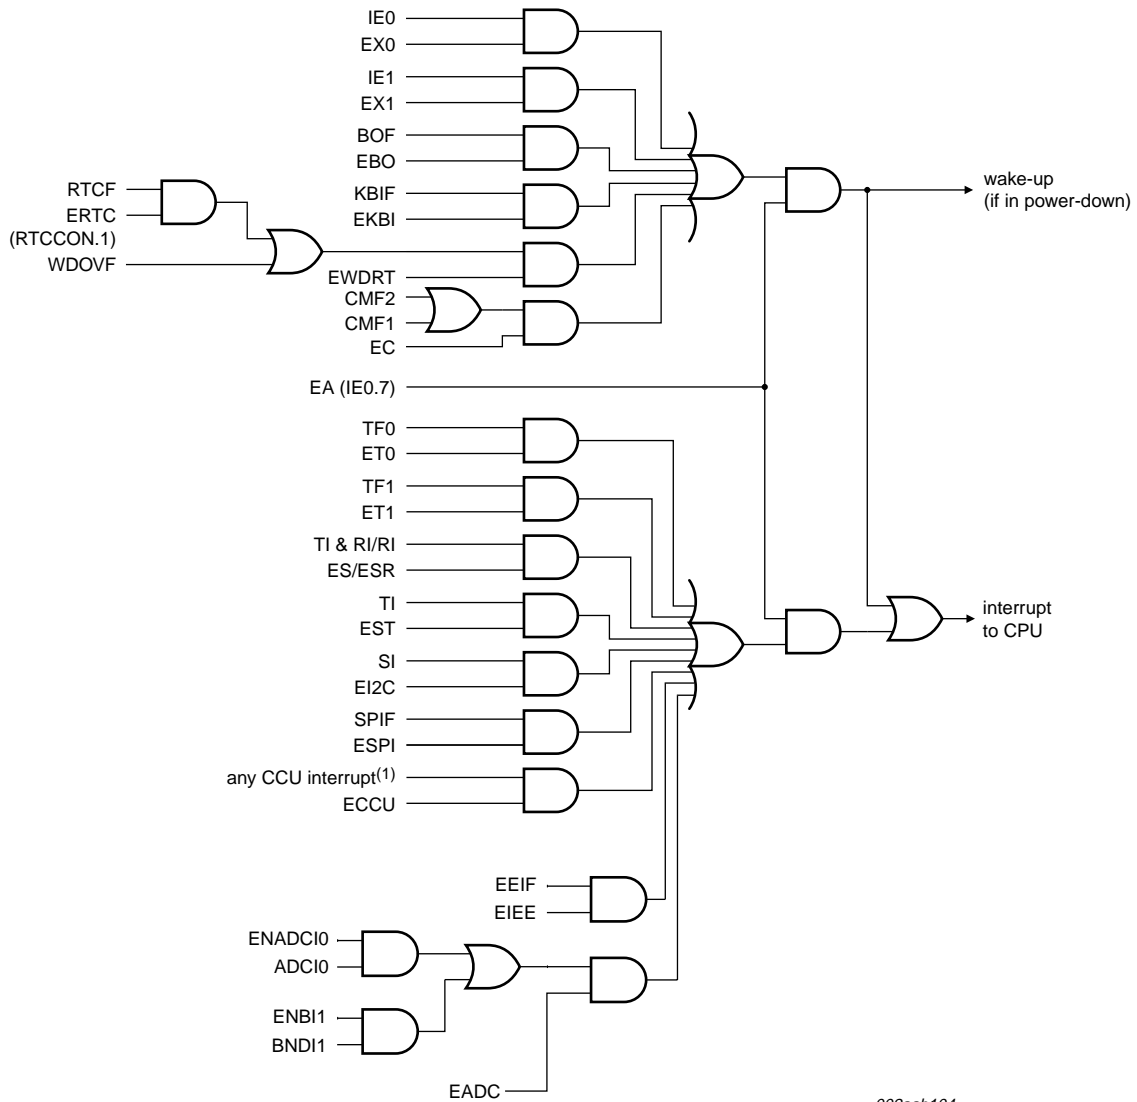 IE0
EX0
IE1
EX1
BOF
EBO
KBIF
EKBI
RTCF
ERTC
(RTCCON.1)
WDOVF
EWDRT
CMF2
CMF1
EC
wake-up
(if in power-down)
EA (IE0.7)
TF0
ET0
TF1
ET1
TI & RI/RI
ES/ESR
TI
EST
SI
EI2C
SPIF
ESPI
any CCU interrupt(1)
ECCU
interrupt
to CPU
EEIF
EIEE
ENADCI0
ADCI0
ENBI1
BNDI1
EADC